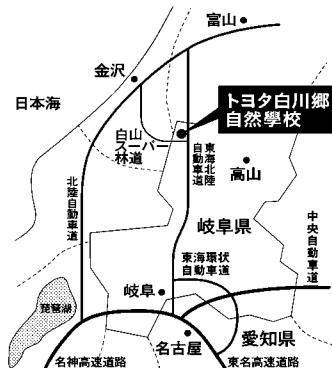 富山
金沢
日本海
トヨタ白川郷
自然學校
白山
スーパー
林道
東海北陸
自動車道
高山
北陸自動車道
岐阜県
中央自動車道
東海環状
自動車道
岐阜
琵琶湖
名古屋
愛知県
名神高速道路
東名高速道路